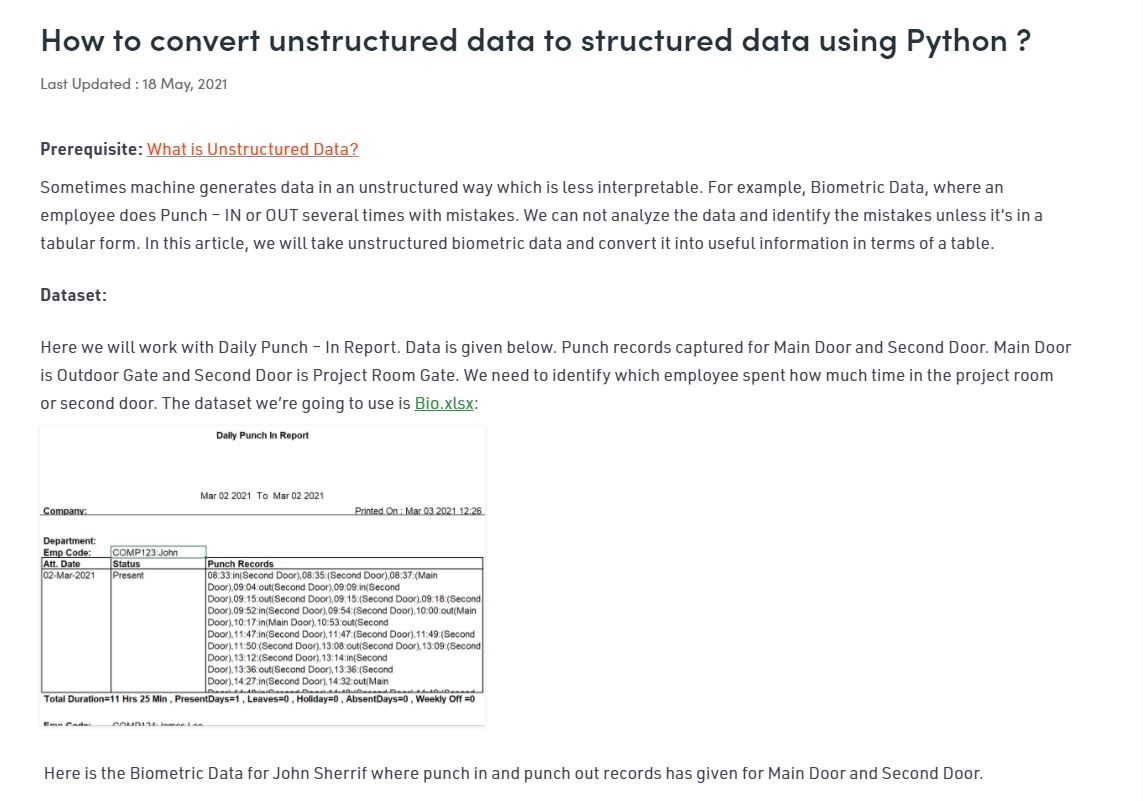 How to convert unstructured data to structured data using Python ?
Last Updated : 18 May, 2021
Prerequisite: What is Unstructured Data?
Sometimes machine generates data in an unstructured way which is less interpretable. For example, Biometric Data, where an
employee does Punch – IN or OUT several times with mistakes. We can not analyze the data and identify the mistakes unless it's in a
tabular form. In this article, we will take unstructured biometric data and convert it into useful information in terms of a table.
Dataset:
Here we will work with Daily Punch – In Report. Data is given below. Punch records captured for Main Door and Second Door. Main Door
is Outdoor Gate and Second Door is Project Room Gate. We need to identify which employee spent how much time in the project room
or second door. The dataset we're going to use is Bio.xlsx:
Daily Punch In Report
Mar 02 2021 To Mar 02 2021
Company: Printed On : Mar 03 2021 12:26
Department:
Emp Code: COMP123:John
Att. Date Status Punch Records
02-Mar-2021 Present 08:33:in(Second Door),08:35:(Second Door),08:37:(Main
Door),09:04:out(Second Door),09:09:in(Second
Door),09:15:out(Second Door),09:15:(Second Door),09:18:(Second
Door),09:52:in(Second Door),09:54:(Second Door),10:00:out(Main
Door),10:17:in(Main Door),10:53:out(Second
Door),11:47:in(Second Door),11:47:(Second Door),11:49:(Second
Door),11:50:(Second Door),13:08:out(Second Door),13:09:(Second
Door),13:12:(Second Door),13:14:in(Second
Door),13:36:out(Second Door),13:36:(Second
Door),14:27:in(Second Door),14:32:out(Main
Total Duration=11 Hrs 25 Min , PresentDays=1 , Leaves=0 , Holiday=0 , AbsentDays=0 , Weekly Off =0
Emp Code: COMP124:James Lee
Here is the Biometric Data for John Sherrif where punch in and punch out records has given for Main Door and Second Door.